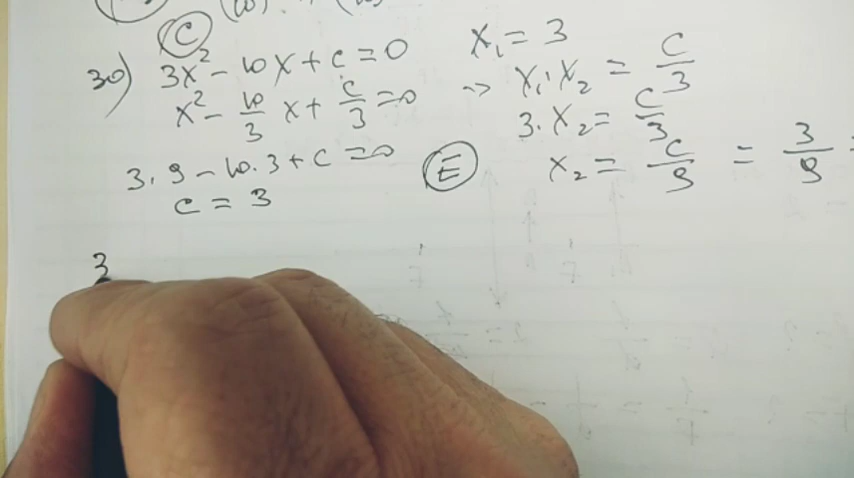 C
30) 3x² - 10x + c = 0
x² - 10/3 x + c/3 = 0
3. 9 - 10.3 + c = 0
c = 3
E
x₁ = 3
→ x₁.x₂ = c/3
3.x₂ = c/3
x₂ = c/9 = 3/9 =
3